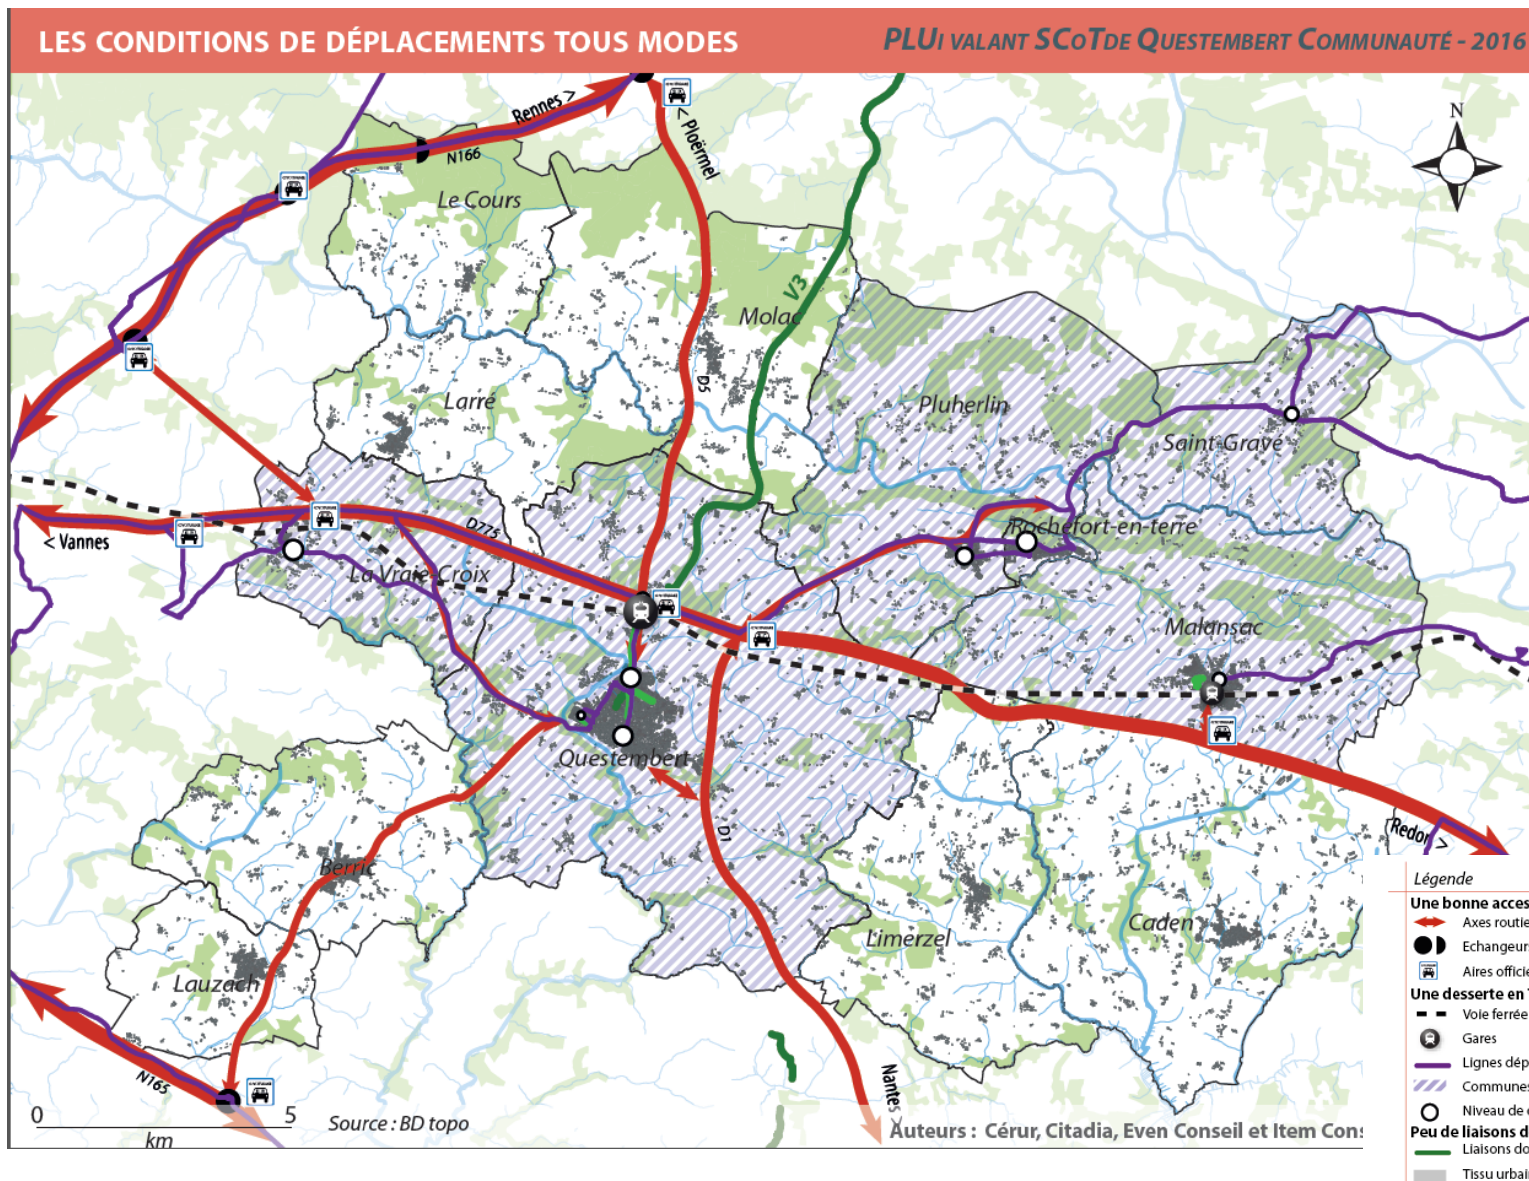 LES CONDITIONS DE DÉPLACEMENTS TOUS MODES
PLUI VALANT SCOT DE QUESTEMBERT COMMUNAUTÉ - 2016
Rennes >
< Ploërmel
N166
N
Le Cours
V3
Molac
D5
Larré
Pluherlin
Saint-Gravé
D775
< Vannes
Rochefort-en-terre
La Vraie-Croix
Malansac
Questembert
D1
Redon >
Berric
Limerzel
Caden
Lauzach
N165
Nantes >
0 5
km
Source : BD topo
Auteurs : Cérur, Citadia, Even Conseil et Item Cons
Légende
Une bonne acces
Axes routie
Echangeur
Aires officie
Une desserte en T
Voie ferrée
Gares
Lignes dép
Communes
Niveau de
Peu de liaisons d
Liaisons do
Tissu urbai